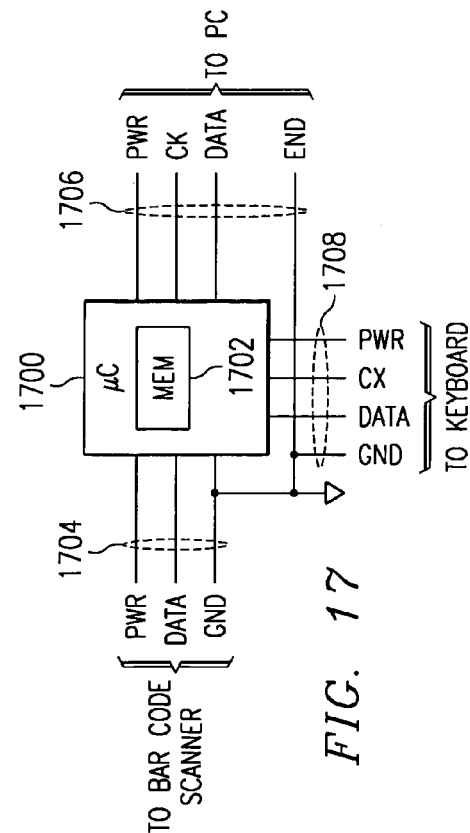 1700
1706
1704
µC
MEM
1702
PWR
DATA
GND
TO BAR CODE
SCANNER
PWR
CK
DATA
END
TO PC
1708
GND
DATA
CX
PWR
TO KEYBOARD
FIG. 17